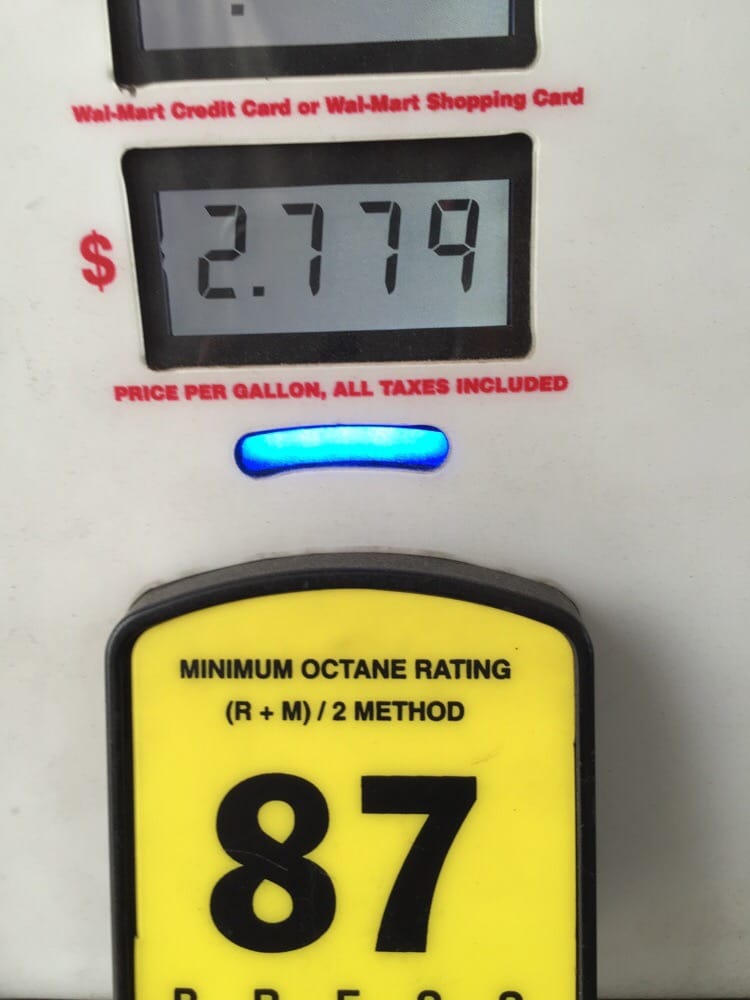 Wal-Mart Credit Card or Wal-Mart Shopping Card
$ 2.779
PRICE PER GALLON, ALL TAXES INCLUDED
MINIMUM OCTANE RATING
(R + M) / 2 METHOD
87
PRESS